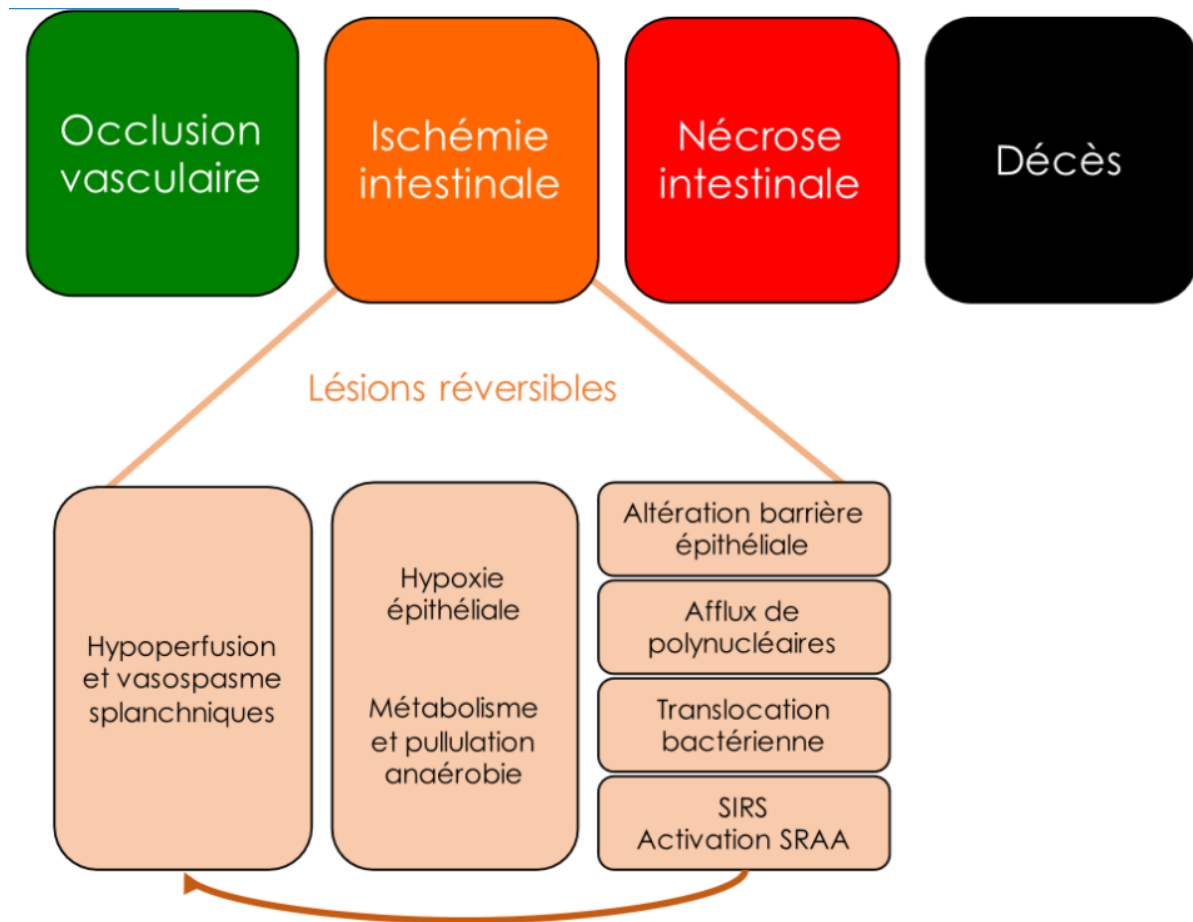 Occlusion
vasculaire
Ischémie
intestinale
Nécrose
intestinale
Décès
Lésions réversibles
Hypoperfusion
et vasospasme
splanchniques
Hypoxie
épithéliale
Métabolisme
et pullulation
anaérobie
Altération barrière
épithéliale
Afflux de
polynucléaires
Translocation
bactérienne
SIRS
Activation SRAA